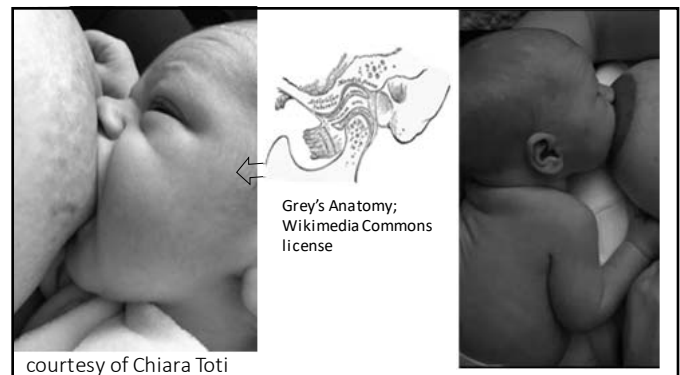 Grey's Anatomy;
Wikimedia Commons
license
courtesy of Chiara Toti